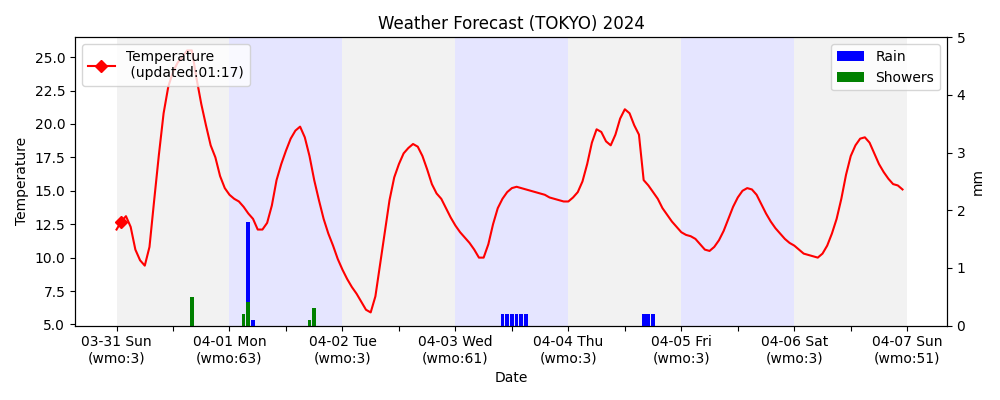 Weather Forecast (TOKYO) 2024
Temperature
(updated:01:17)
Rain
Showers
25.0
22.5
20.0
17.5
15.0
12.5
10.0
7.5
5.0
Temperature
5
4
3
2
1
0
mm
03-31 Sun 04-01 Mon 04-02 Tue 04-03 Wed 04-04 Thu 04-05 Fri 04-06 Sat 04-07 Sun
(wmo:3) (wmo:63) (wmo:3) (wmo:61) (wmo:3) (wmo:3) (wmo:3) (wmo:51)
Date